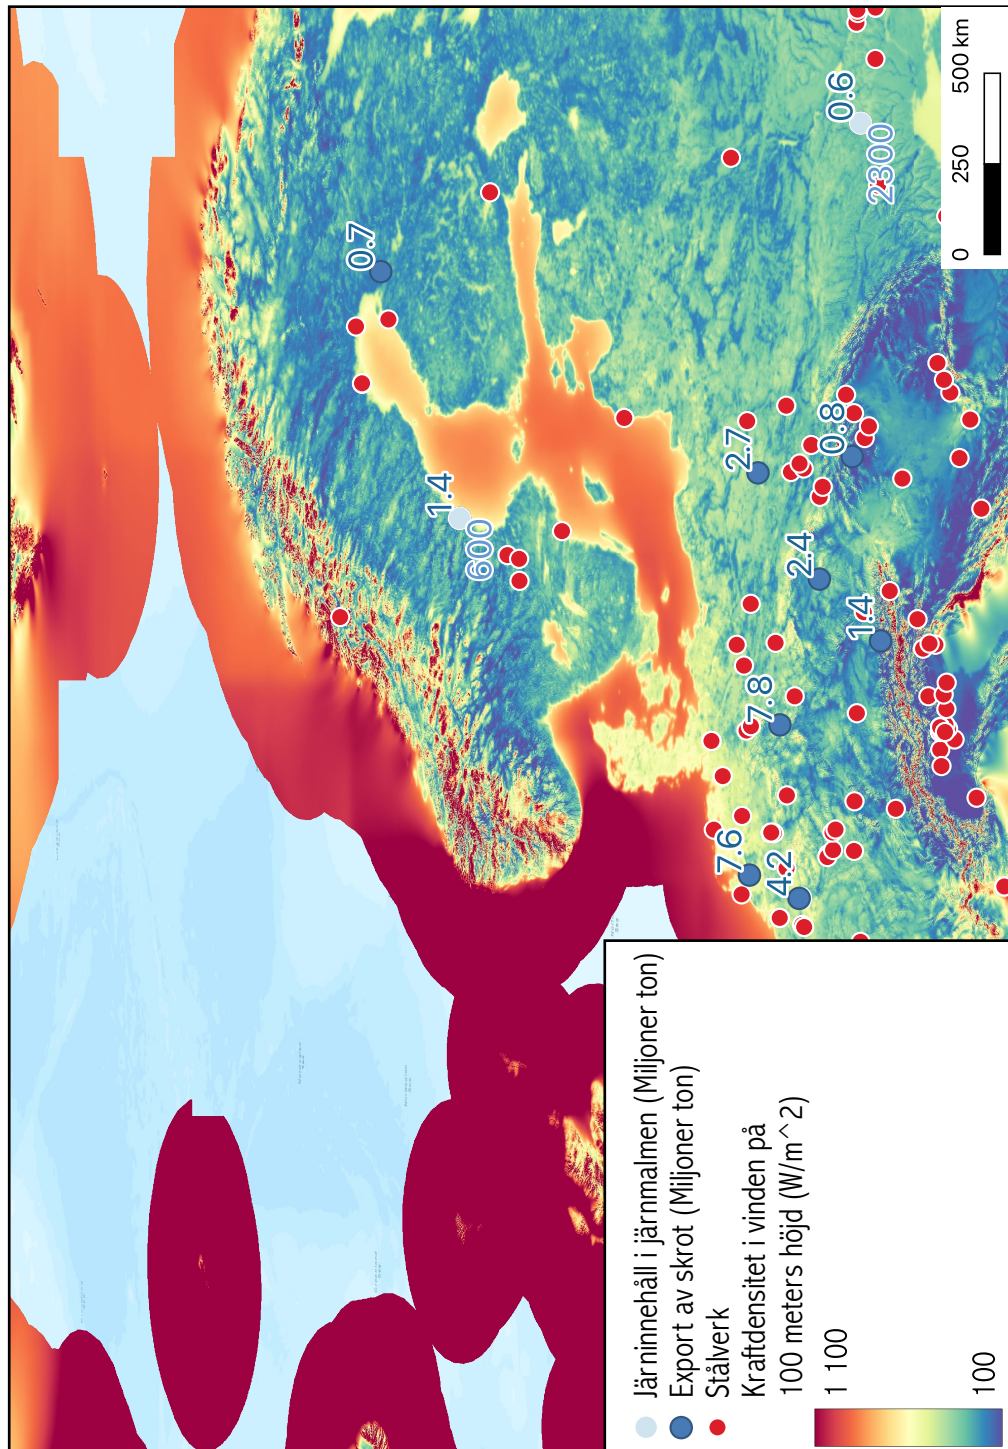 0.7
0.6
2300
1.4
600
2.7
0.8
2.4
1.4
7.8
7.6
4.2
0 250 500 km
Järninnehåll i järnmalmen (Miljoner ton)
Export av skrot (Miljoner ton)
Stålverk
Kraftdensitet i vinden på
100 meters höjd (W/m^2)
1 100
100